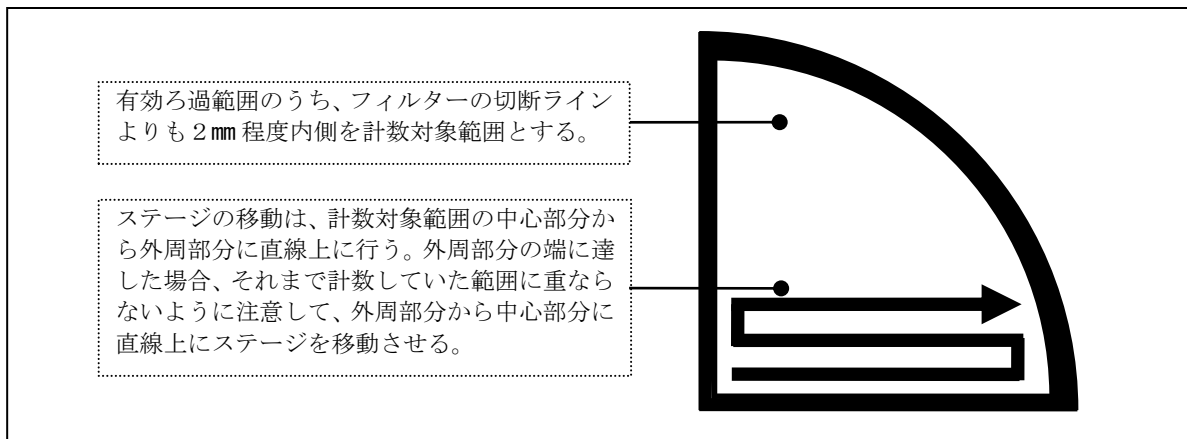 有効ろ過範囲のうち、フィルターの切断ライン
よりも２㎜程度内側を計数対象範囲とする。
ステージの移動は、計数対象範囲の中心部分か
ら外周部分に直線上に行う。外周部分の端に達
した場合、それまで計数していた範囲に重なら
ないように注意して、外周部分から中心部分に
直線上にステージを移動させる。